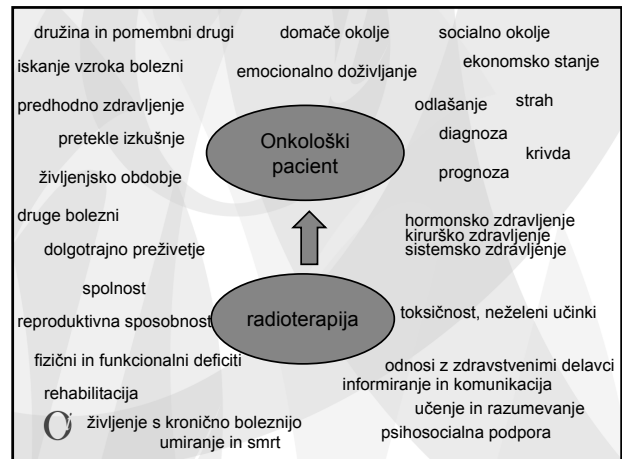 družina in pomembni drugi
domače okolje
socialno okolje
iskanje vzroka bolezni
emocionalno doživljanje
ekonomsko stanje
predhodno zdravljenje
odlašanje
strah
pretekle izkušnje
Onkološki
pacient
diagnoza
krivda
prognoza
življenjsko obdobje
druge bolezni
hormonsko zdravljenje
kirurško zdravljenje
sistemsko zdravljenje
dolgotrajno preživetje
spolnost
radioterapija
toksičnost, neželeni učinki
reproduktivna sposobnost
fizični in funkcionalni deficiti
odnosi z zdravstvenimi delavci
informiranje in komunikacija
rehabilitacija
učenje in razumevanje
življenje s kronično boleznijo
psihosocialna podpora
umiranje in smrt